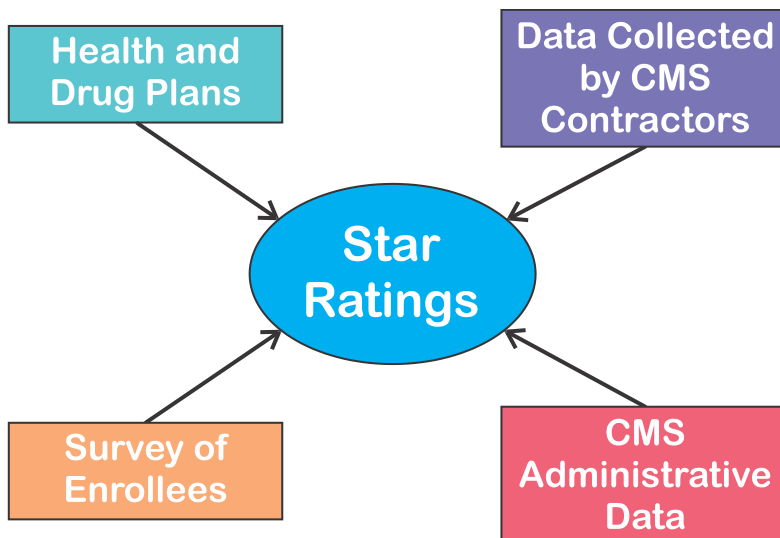 Health and
Drug Plans
Data Collected
by CMS
Contractors
Star
Ratings
Survey of
Enrollees
CMS
Administrative
Data